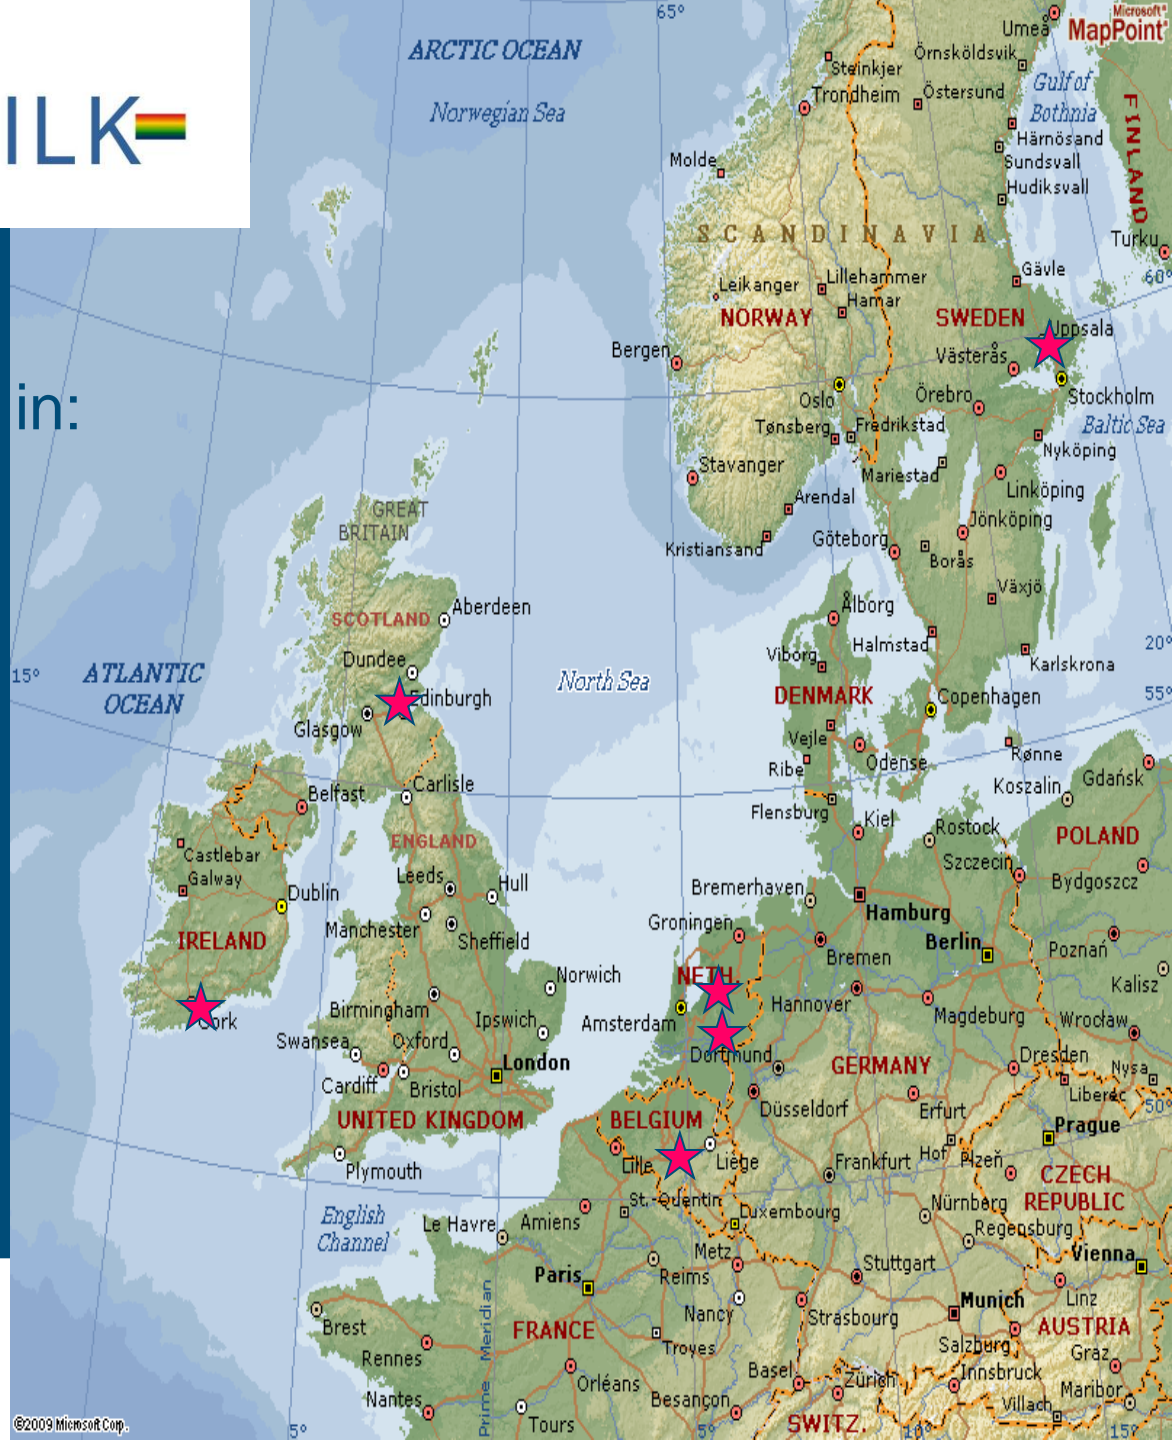 ILK
in:
65°
ARCTIC OCEAN
Norwegian Sea
Umeå
Microsoft®
MapPoint®
Örnsköldsvik
Steinkjer
Trondheim
Östersund
Gulf of
Bothnia
FINLAND
Härnösand
Sundsvall
Molde
Hudiksvall
SCANDINAVIA
Turku
Gävle
60°
Leikanger
Lillehammer
Hamar
NORWAY
SWEDEN
Uppsala
Bergen
Västerås
Oslo
Örebro
Stockholm
Baltic Sea
Tønsberg
Fredrikstad
Nyköping
Stavanger
Mariestad
Linköping
Arendal
GREAT
BRITAIN
Jönköping
Kristiansand
Göteborg
Borås
Växjö
SCOTLAND
Aberdeen
Ålborg
Halmstad
20°
Dundee
Viborg
Karlskrona
15°
ATLANTIC
OCEAN
North Sea
DENMARK
Copenhagen
55°
Edinburgh
Glasgow
Vejle
Odense
Rønne
Ribe
Koszalin
Gdańsk
Carlisle
Belfast
Flensburg
Kiel
Rostock
POLAND
ENGLAND
Castlebar
Galway
Szczecin
Bydgoszcz
Leeds
Hull
Bremerhaven
Dublin
Hamburg
Manchester
Sheffield
Groningen
IRELAND
Berlin
Poznań
Bremen
NETH.
Norwich
Kalisz
Birmingham
Hannover
Magdeburg
Cork
Ipswich
Amsterdam
Wrocław
Swansea
Oxford
Dortmund
London
GERMANY
Dresden
Nysa
Cardiff
Bristol
Liberec
Düsseldorf
Erfurt
50°
UNITED KINGDOM
BELGIUM
Prague
Plymouth
Lille
Liège
Frankfurt
Hof
Plzeň
CZECH
REPUBLIC
St.-Quentin
English
Channel
Le Havre
Amiens
Luxembourg
Nürnberg
Regensburg
Metz
Vienna
Paris
Reims
Stuttgart
Nancy
Munich
Linz
Brest
Prime Meridian
FRANCE
Troyes
Strasbourg
AUSTRIA
Salzburg
Rennes
Graz
Orléans
Basel
Zürich
Innsbruck
Nantes
Besançon
Maribor
Villach
Tours
SWITZ.
©2009 Microsoft Corp.
5°
5°
10°
15°